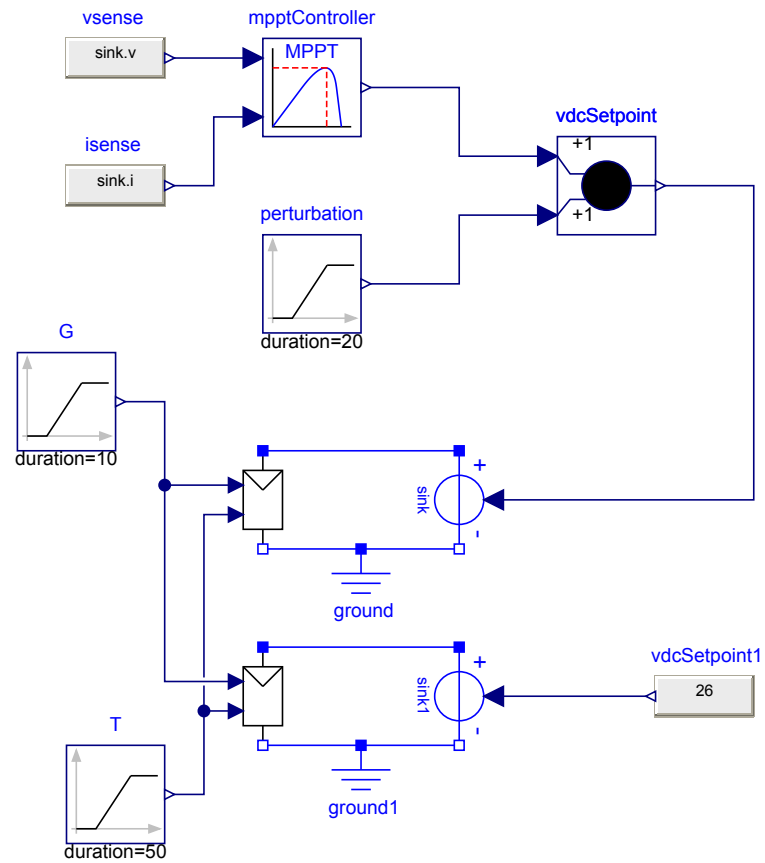 vsense
mpptController
sink.v
MPPT
vdcSetpoint
+1
isense
sink.i
+1
perturbation
duration=20
G
duration=10
+
sink
-
ground
vdcSetpoint1
+
sink1
26
-
T
ground1
duration=50